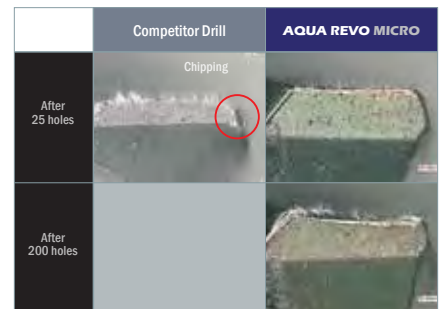 Competitor Drill
AQUA REVO MICRO
Chipping
After
25 holes
After
200 holes